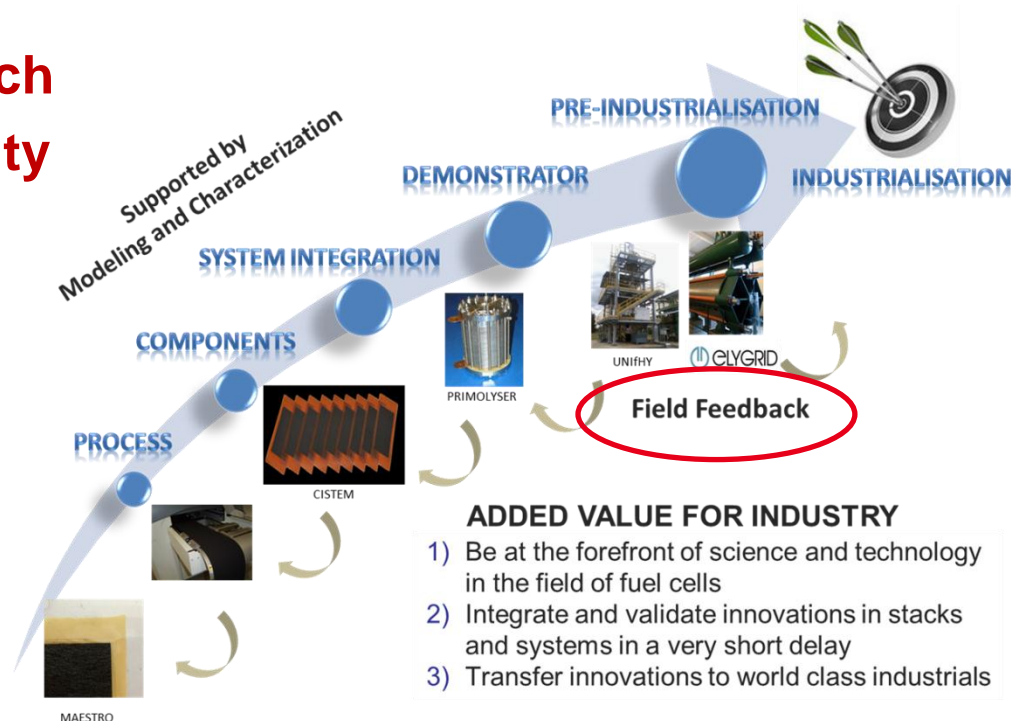 ch
ty
Supported by
Modeling and Characterization
PRE-INDUSTRIALISATION
INDUSTRIALISATION
DEMONSTRATOR
SYSTEM INTEGRATION
COMPONENTS
PROCESS
UNIfHY
ELYGRID
PRIMOLYSER
Field Feedback
CISTEM
MAESTRO
ADDED VALUE FOR INDUSTRY
1) Be at the forefront of science and technology
in the field of fuel cells
2) Integrate and validate innovations in stacks
and systems in a very short delay
3) Transfer innovations to world class industrials